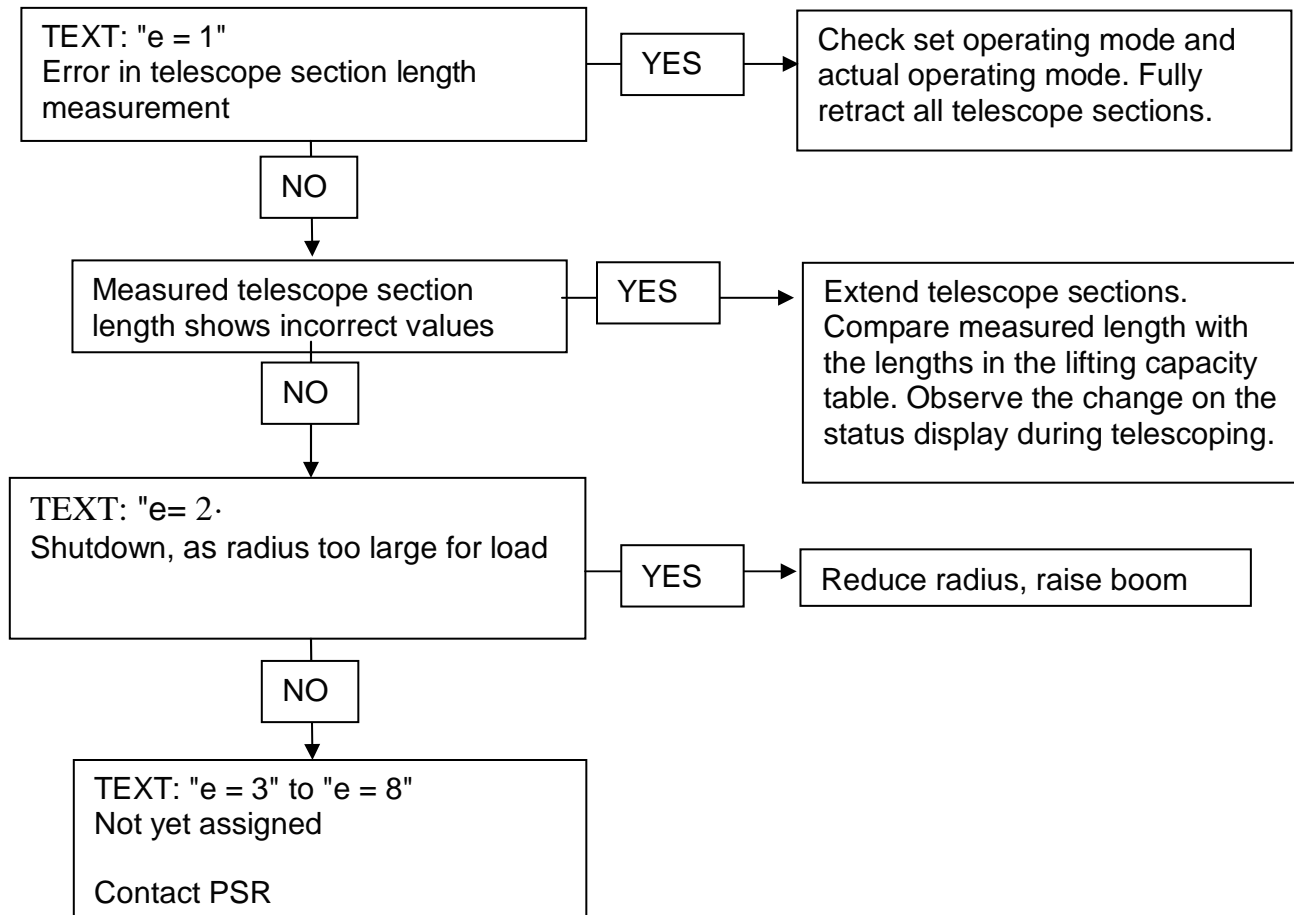 TEXT: "e = 1"
Error in telescope section length
measurement
YES
Check set operating mode and
actual operating mode. Fully
retract all telescope sections.
NO
Measured telescope section
length shows incorrect values
YES
Extend telescope sections.
Compare measured length with
the lengths in the lifting capacity
table. Observe the change on the
status display during telescoping.
NO
TEXT: "e= 2·
Shutdown, as radius too large for load
YES
Reduce radius, raise boom
NO
TEXT: "e = 3" to "e = 8"
Not yet assigned
Contact PSR